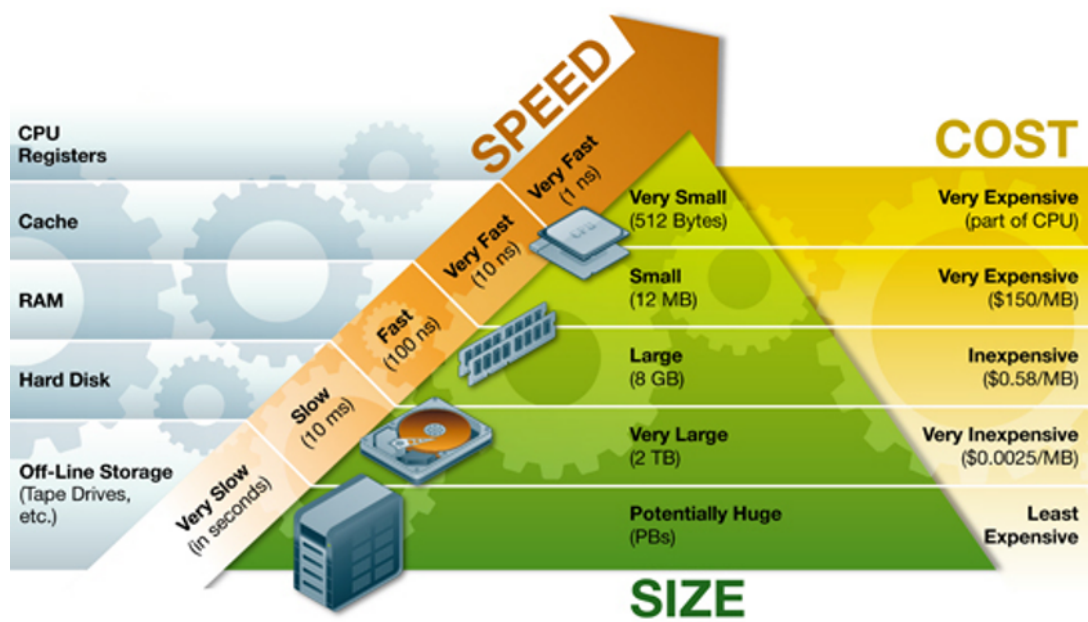 SPEED
COST
SIZE
CPU
Registers
Very Fast
(1 ns)
Very Small
(512 Bytes)
Very Expensive
(part of CPU)
Cache
Very Fast
(10 ns)
Small
(12 MB)
Very Expensive
($150/MB)
RAM
Fast
(100 ns)
Large
(8 GB)
Inexpensive
($0.58/MB)
Hard Disk
Slow
(10 ms)
Very Large
(2 TB)
Very Inexpensive
($0.0025/MB)
Off-Line Storage
(Tape Drives,
etc.)
Very Slow
(in seconds)
Potentially Huge
(PBs)
Least
Expensive